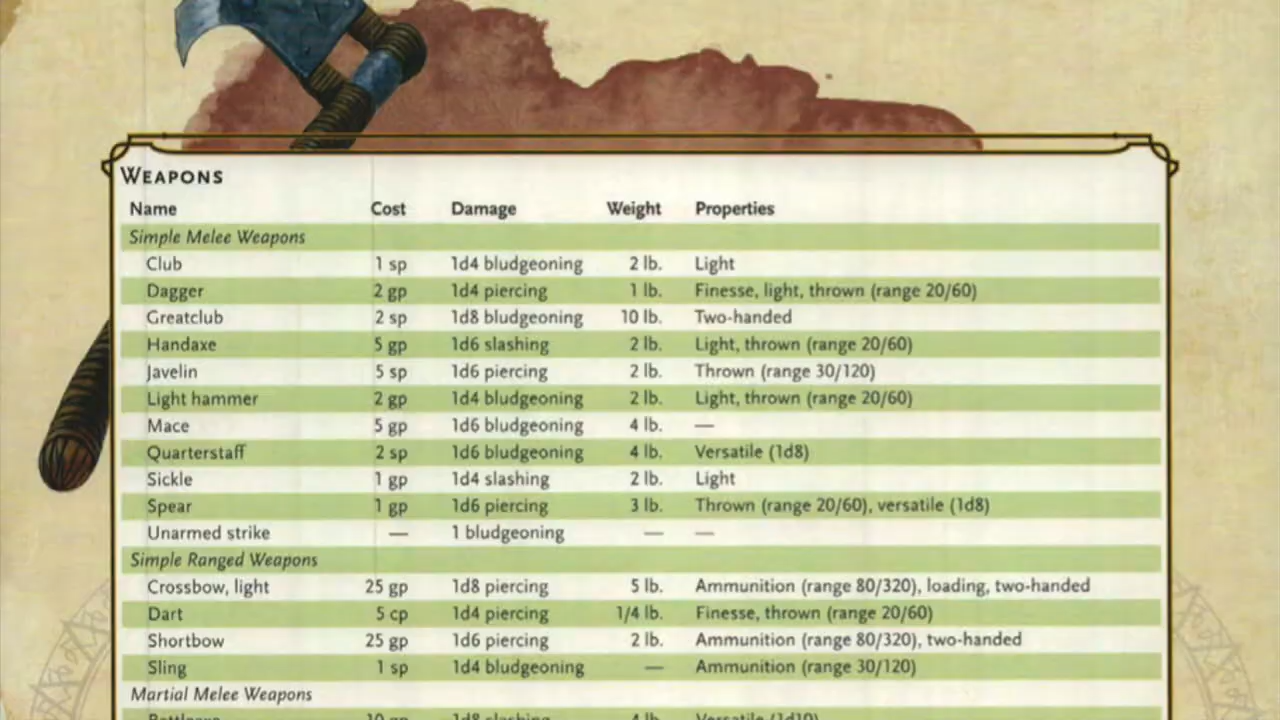 WEAPONS
Name Cost Damage Weight Properties
Simple Melee Weapons
Club 1 sp 1d4 bludgeoning 2 lb. Light
Dagger 2 gp 1d4 piercing 1 lb. Finesse, light, thrown (range 20/60)
Greatclub 2 sp 1d8 bludgeoning 10 lb. Two-handed
Handaxe 5 gp 1d6 slashing 2 lb. Light, thrown (range 20/60)
Javelin 5 sp 1d6 piercing 2 lb. Thrown (range 30/120)
Light hammer 2 gp 1d4 bludgeoning 2 lb. Light, thrown (range 20/60)
Mace 5 gp 1d6 bludgeoning 4 lb. —
Quarterstaff 2 sp 1d6 bludgeoning 4 lb. Versatile (1d8)
Sickle 1 gp 1d4 slashing 2 lb. Light
Spear 1 gp 1d6 piercing 3 lb. Thrown (range 20/60), versatile (1d8)
Unarmed strike — 1 bludgeoning — —
Simple Ranged Weapons
Crossbow, light 25 gp 1d8 piercing 5 lb. Ammunition (range 80/320), loading, two-handed
Dart 5 cp 1d4 piercing 1/4 lb. Finesse, thrown (range 20/60)
Shortbow 25 gp 1d6 piercing 2 lb. Ammunition (range 80/320), two-handed
Sling 1 sp 1d4 bludgeoning — Ammunition (range 30/120)
Martial Melee Weapons
Battleaxe 10 gp 1d8 slashing 4 lb. Versatile (1d10)